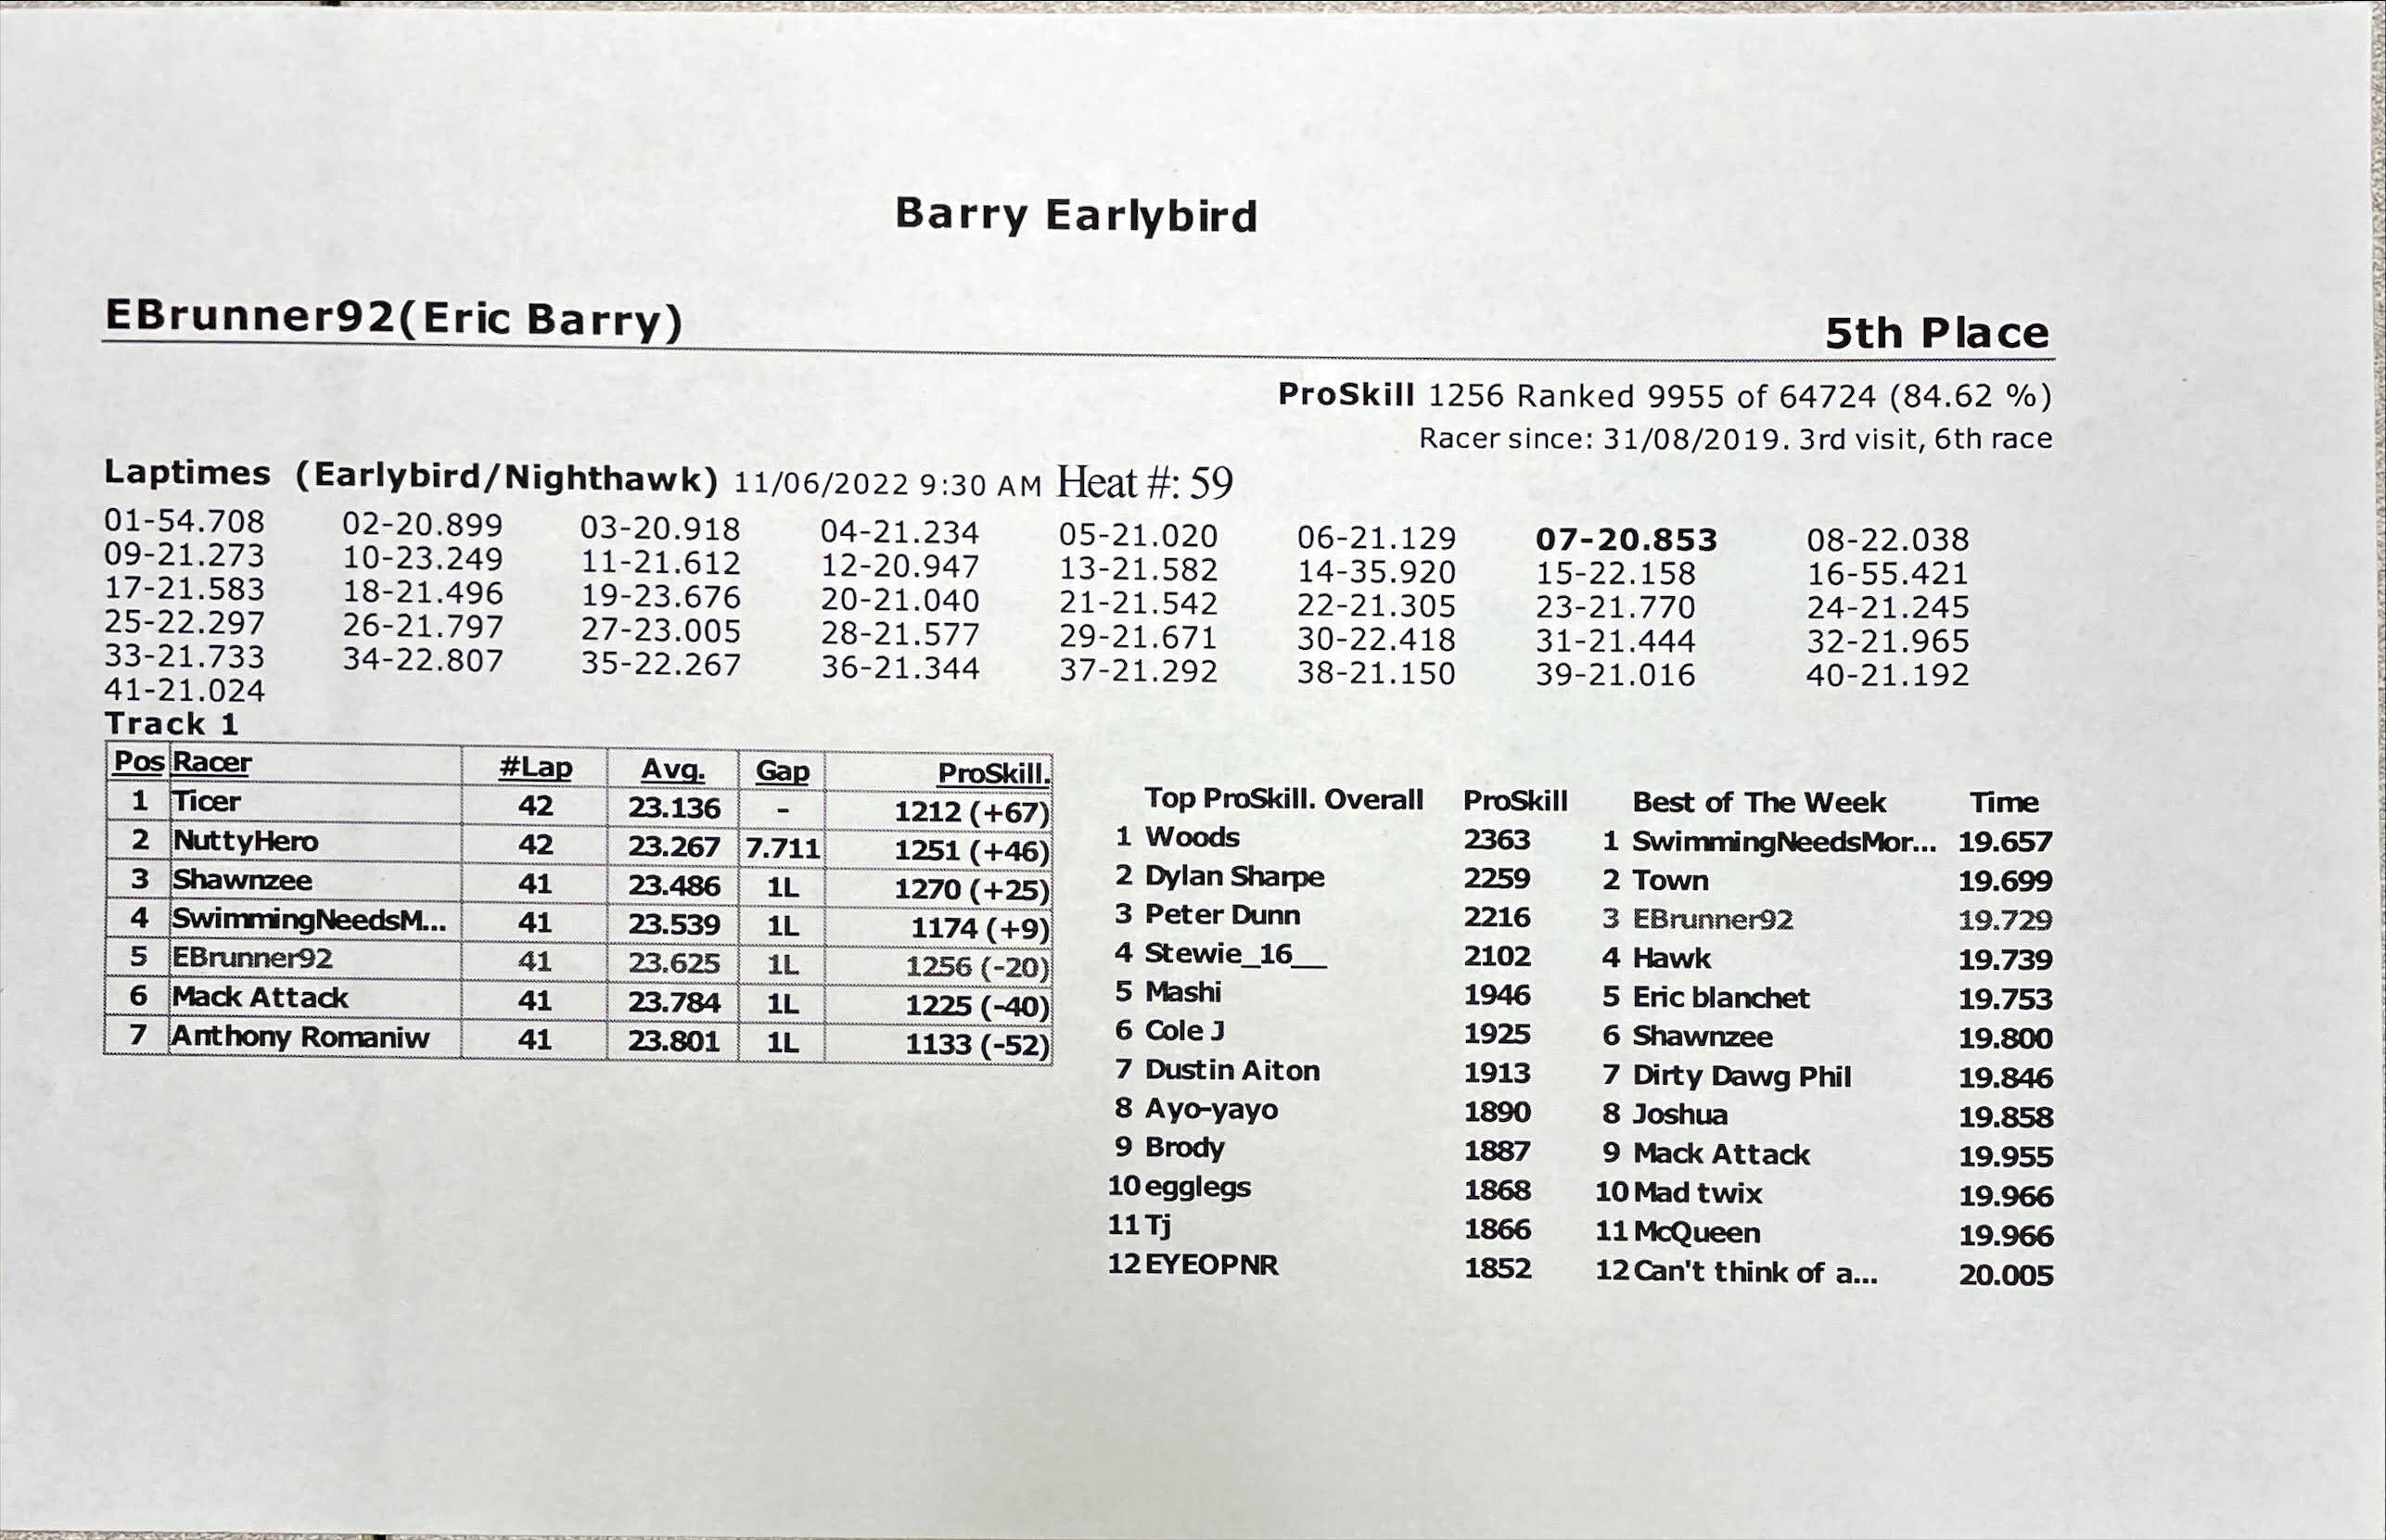 Barry Earlybird
EBrunner92(Eric Barry)
5th Place
ProSkill 1256 Ranked 9955 of 64724 (84.62 %)
Racer since: 31/08/2019. 3rd visit, 6th race
Laptimes (Earlybird/Nighthawk) 11/06/2022 9:30 AM Heat #: 59
01-54.708 02-20.899 03-20.918 04-21.234 05-21.020 06-21.129 07-20.853 08-22.038
09-21.273 10-23.249 11-21.612 12-20.947 13-21.582 14-35.920 15-22.158 16-55.421
17-21.583 18-21.496 19-23.676 20-21.040 21-21.542 22-21.305 23-21.770 24-21.245
25-22.297 26-21.797 27-23.005 28-21.577 29-21.671 30-22.418 31-21.444 32-21.965
33-21.733 34-22.807 35-22.267 36-21.344 37-21.292 38-21.150 39-21.016 40-21.192
41-21.024
Track 1
Pos Racer #Lap Avg. Gap ProSkill.
1 Ticer 42 23.136 - 1212 (+67)
2 NuttyHero 42 23.267 7.711 1251 (+46)
3 Shawnzee 41 23.486 1L 1270 (+25)
4 SwimmingNeedsM... 41 23.539 1L 1174 (+9)
5 EBrunner92 41 23.625 1L 1256 (-20)
6 Mack Attack 41 23.784 1L 1225 (-40)
7 Anthony Romaniw 41 23.801 1L 1133 (-52)
Top ProSkill. Overall ProSkill
1 Woods 2363
2 Dylan Sharpe 2259
3 Peter Dunn 2216
4 Stewie_16__ 2102
5 Mashi 1946
6 Cole J 1925
7 Dustin Aiton 1913
8 Ayo-yayo 1890
9 Brody 1887
10 egglegs 1868
11 Tj 1866
12 EYEOPNR 1852
Best of The Week Time
1 SwimmingNeedsMor... 19.657
2 Town 19.699
3 EBrunner92 19.729
4 Hawk 19.739
5 Eric blanchet 19.753
6 Shawnzee 19.800
7 Dirty Dawg Phil 19.846
8 Joshua 19.858
9 Mack Attack 19.955
10 Mad twix 19.966
11 McQueen 19.966
12 Can't think of a... 20.005